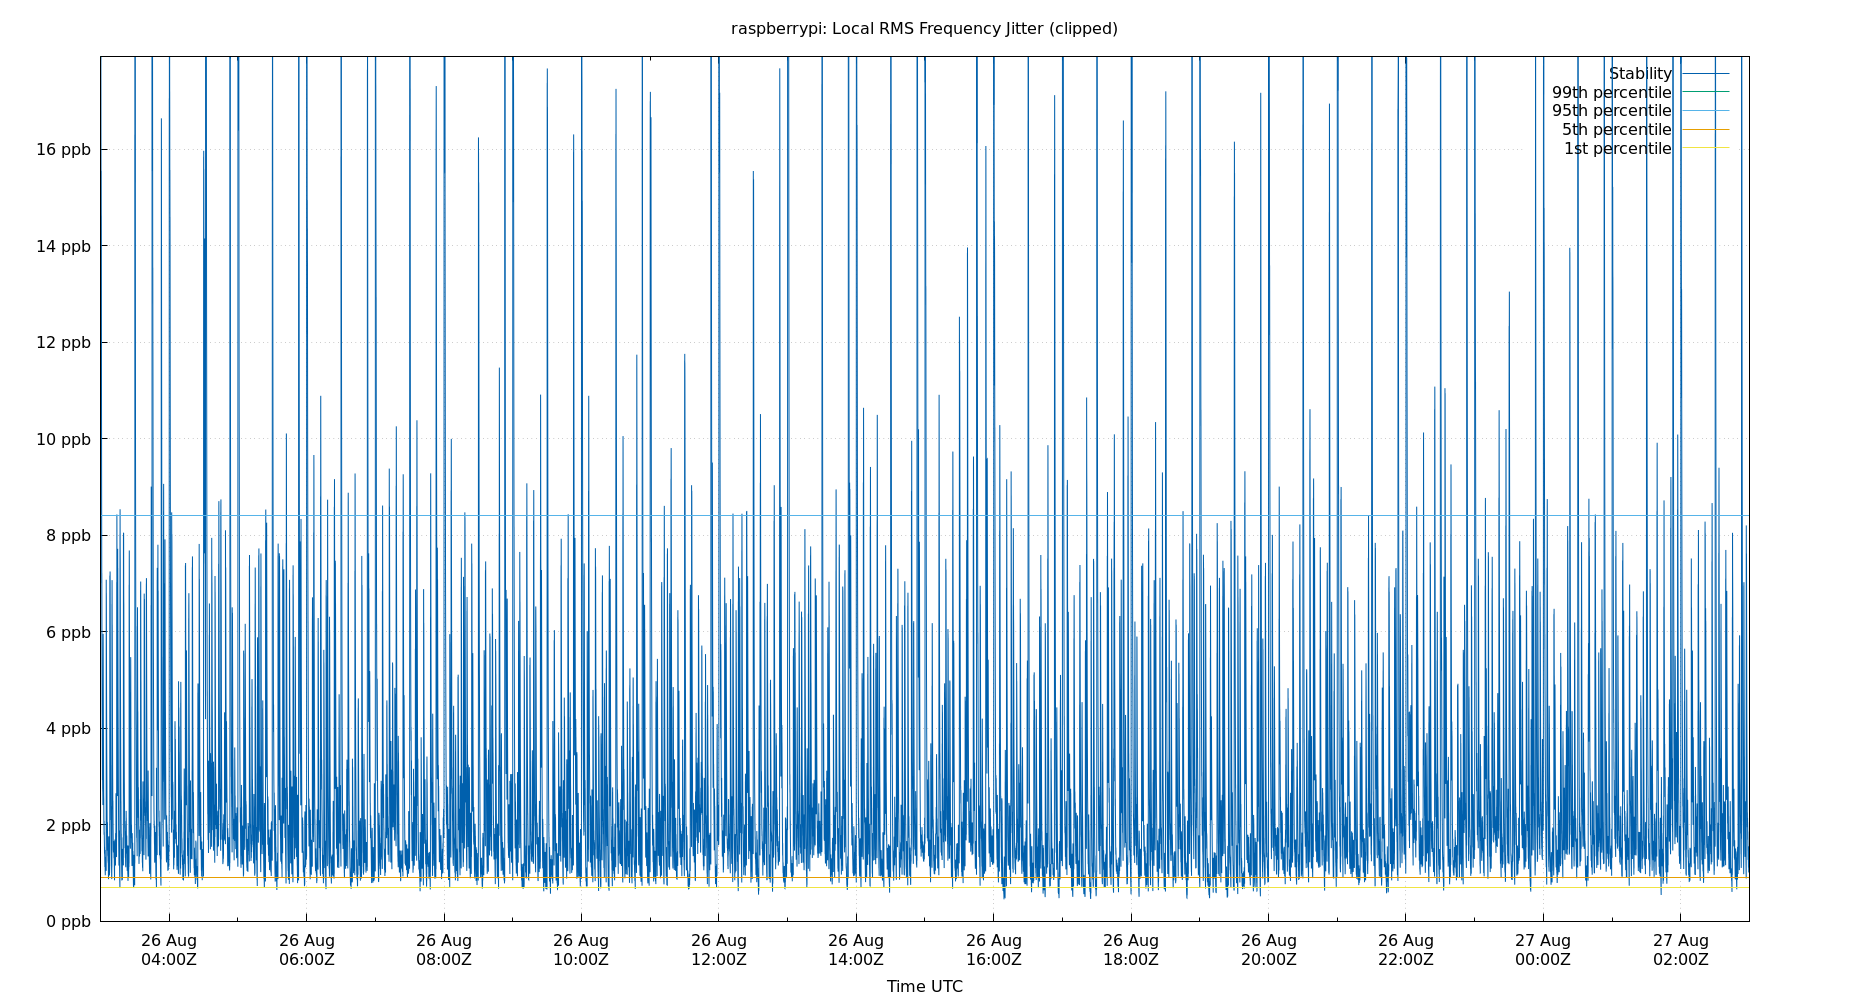 raspberrypi: Local RMS Frequency Jitter (clipped)
Stability
99th percentile
95th percentile
5th percentile
1st percentile
16 ppb
14 ppb
12 ppb
10 ppb
8 ppb
6 ppb
4 ppb
2 ppb
0 ppb
26 Aug 26 Aug 26 Aug 26 Aug 26 Aug 26 Aug 26 Aug 26 Aug 26 Aug 26 Aug 27 Aug 27 Aug
04:00Z 06:00Z 08:00Z 10:00Z 12:00Z 14:00Z 16:00Z 18:00Z 20:00Z 22:00Z 00:00Z 02:00Z
Time UTC